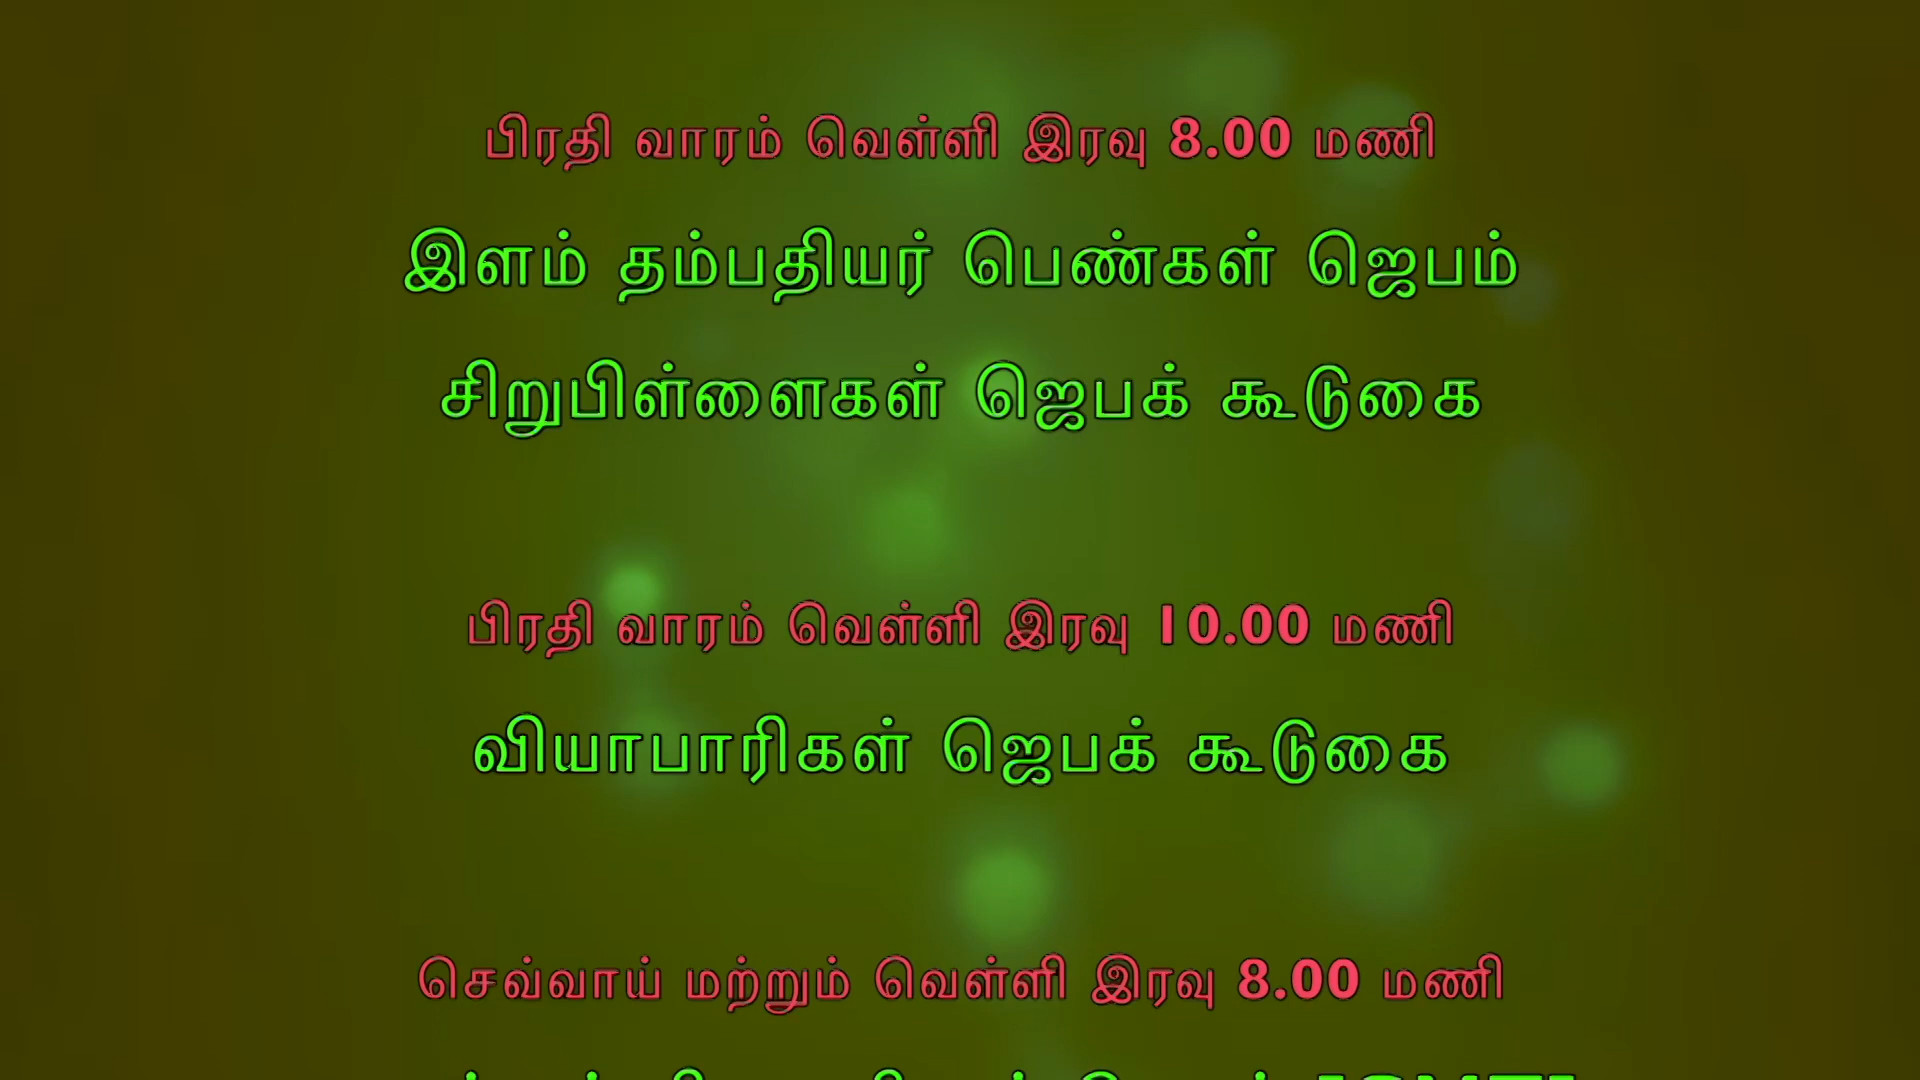 பிரதி வாரம் வெள்ளி இரவு 8.00 மணி
இளம் தம்பதியர் பெண்கள் ஜெபம்
சிறுபிள்ளைகள் ஜெபக் கூடுகை
பிரதி வாரம் வெள்ளி இரவு 10.00 மணி
வியாபாரிகள் ஜெபக் கூடுகை
செவ்வாய் மற்றும் வெள்ளி இரவு 8.00 மணி